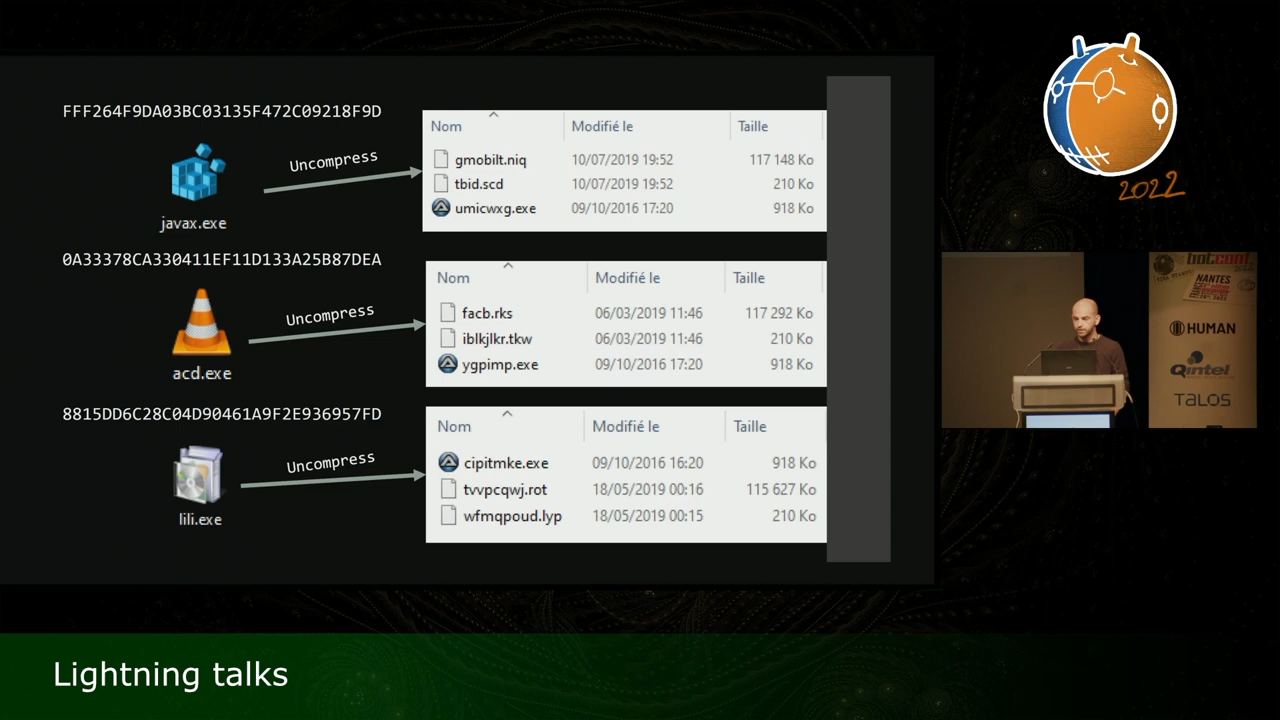 FFF264F9DA03BC03135F472C09218F9D
javax.exe
Uncompress
Nom Modifié le Taille
gmobilt.niq 10/07/2019 19:52 117 148 Ko
tbid.scd 10/07/2019 19:52 210 Ko
umicwxg.exe 09/10/2016 17:20 918 Ko
0A33378CA330411EF11D133A25B87DEA
acd.exe
Uncompress
Nom Modifié le Taille
facb.rks 06/03/2019 11:46 117 292 Ko
iblkjlkr.tkw 06/03/2019 11:46 210 Ko
ygpimp.exe 09/10/2016 17:20 918 Ko
8815DD6C28C04D90461A9F2E936957FD
lili.exe
Uncompress
Nom Modifié le Taille
cipitmke.exe 09/10/2016 16:20 918 Ko
tvvpcqwj.rot 18/05/2019 00:16 115 627 Ko
wfmqpoud.lyp 18/05/2019 00:15 210 Ko
2022
botconf
NANTES
HUMAN
Qintel
TALOS
Lightning talks